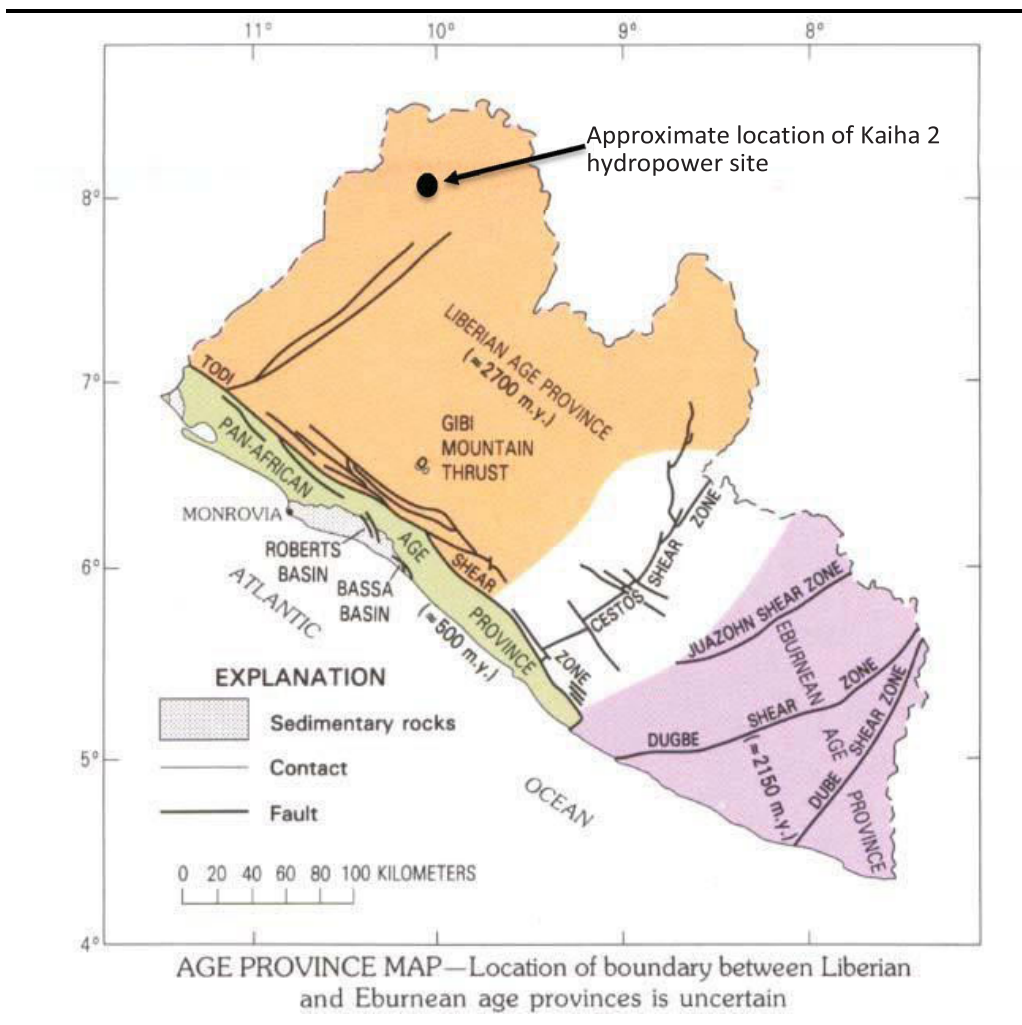 11°
10°
9°
8°
Approximate location of Kaiha 2
hydropower site
8°
7°
6°
5°
4°
LIBERIAN AGE PROVINCE
(≈2700 m.y.)
TODI
GIBI
MOUNTAIN
THRUST
PAN-AFRICAN
MONROVIA
ROBERTS
BASIN
BASSA
BASIN
AGE
SHEAR
PROVINCE
(≈500 m.y.)
ZONE
CESTOS SHEAR ZONE
ATLANTIC
OCEAN
JUAZOHN SHEAR ZONE
EBURNEAN
AGE
PROVINCE
(≈2150 m.y.)
DUGBE SHEAR ZONE
DUBE SHEAR ZONE
EXPLANATION
Sedimentary rocks
Contact
Fault
0 20 40 60 80 100 KILOMETERS
AGE PROVINCE MAP—Location of boundary between Liberian
and Eburnean age provinces is uncertain